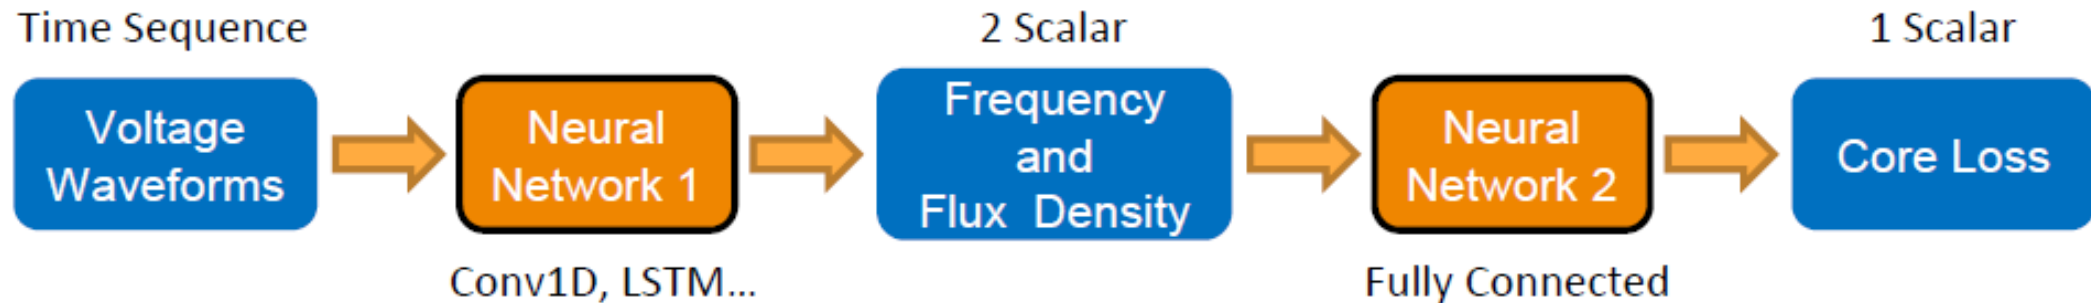 Time Sequence
2 Scalar
1 Scalar
Voltage
Waveforms
Neural
Network 1
Frequency
and
Flux Density
Neural
Network 2
Core Loss
Conv1D, LSTM...
Fully Connected